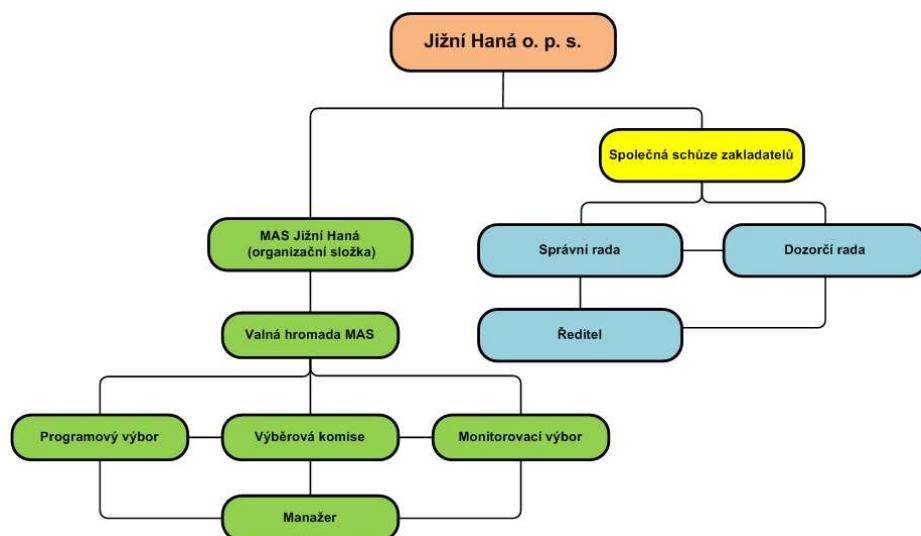 Jižní Haná o. p. s.
Společná schůze zakladatelů
MAS Jižní Haná
(organizační složka)
Správní rada
Dozorčí rada
Valná hromada MAS
Ředitel
Programový výbor
Výběrová komise
Monitorovací výbor
Manažer